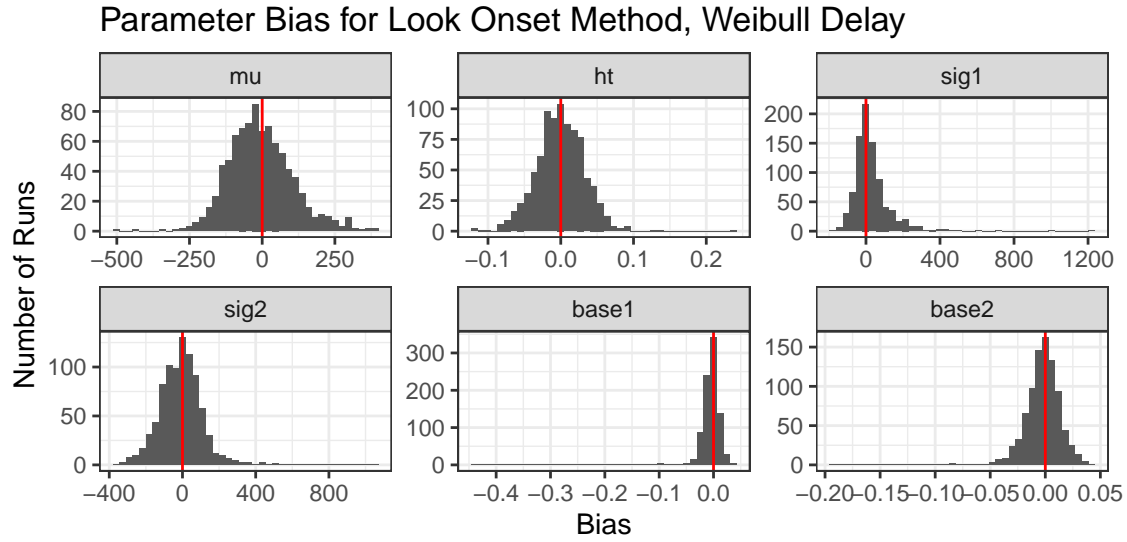 Parameter Bias for Look Onset Method, Weibull Delay
mu
ht
sig1
80
60
40
20
0
100
75
50
25
0
200
150
100
50
0
−500 −250 0 250
−0.1 0.0 0.1 0.2
0 400 800 1200
sig2
base1
base2
100
50
0
300
200
100
0
150
100
50
0
−400 0 400 800
−0.4 −0.3 −0.2 −0.1 0.0
−0.20−0.15−0.10−0.05 0.00 0.05
Number of Runs
Bias